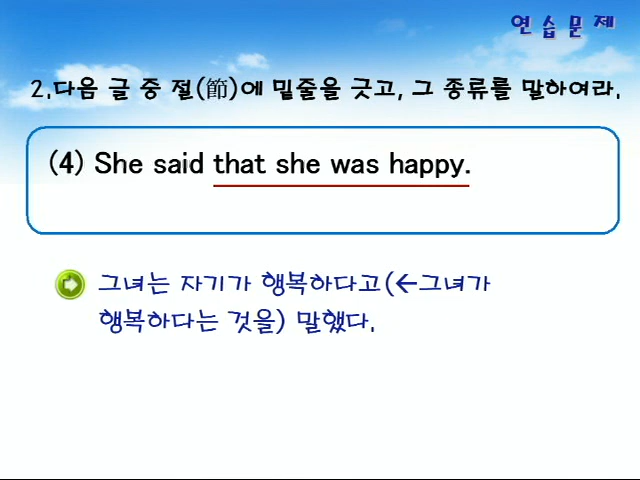 연습문제
2.다음 글 중 절(節)에 밑줄을 긋고, 그 종류를 말하여라.
(4) She said that she was happy.
그녀는 자기가 행복하다고(←그녀가
행복하다는 것을) 말했다.